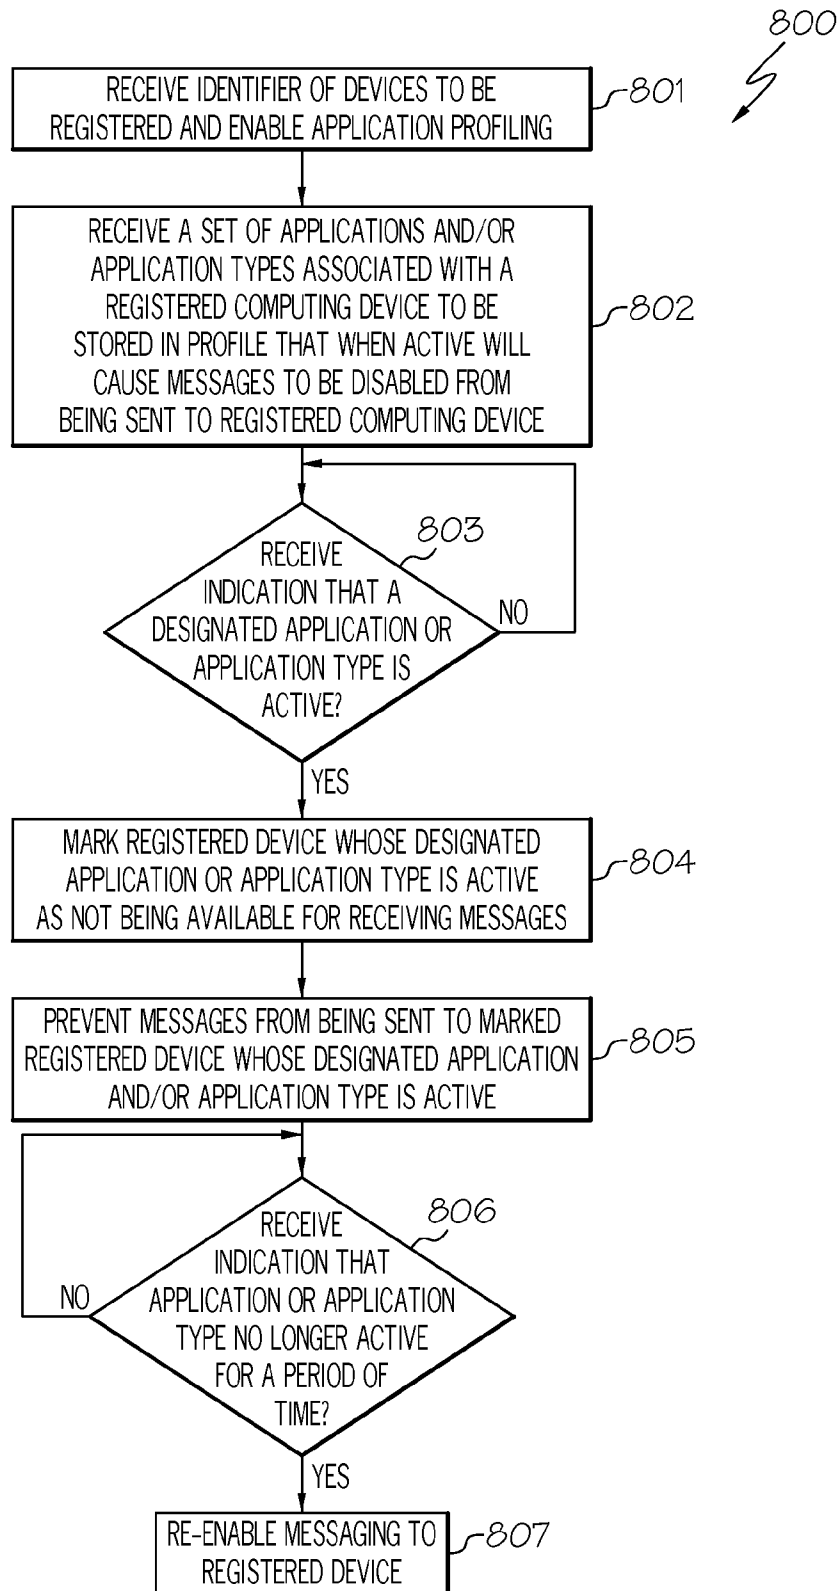 800
RECEIVE IDENTIFIER OF DEVICES TO BE
REGISTERED AND ENABLE APPLICATION PROFILING
801
RECEIVE A SET OF APPLICATIONS AND/OR
APPLICATION TYPES ASSOCIATED WITH A
REGISTERED COMPUTING DEVICE TO BE
STORED IN PROFILE THAT WHEN ACTIVE WILL
CAUSE MESSAGES TO BE DISABLED FROM
BEING SENT TO REGISTERED COMPUTING DEVICE
802
803
RECEIVE
INDICATION THAT A
DESIGNATED APPLICATION OR
APPLICATION TYPE IS
ACTIVE?
NO
YES
MARK REGISTERED DEVICE WHOSE DESIGNATED
APPLICATION OR APPLICATION TYPE IS ACTIVE
AS NOT BEING AVAILABLE FOR RECEIVING MESSAGES
804
PREVENT MESSAGES FROM BEING SENT TO MARKED
REGISTERED DEVICE WHOSE DESIGNATED APPLICATION
AND/OR APPLICATION TYPE IS ACTIVE
805
806
RECEIVE
INDICATION THAT
APPLICATION OR APPLICATION
TYPE NO LONGER ACTIVE
FOR A PERIOD OF
TIME?
NO
YES
RE-ENABLE MESSAGING TO
REGISTERED DEVICE
807